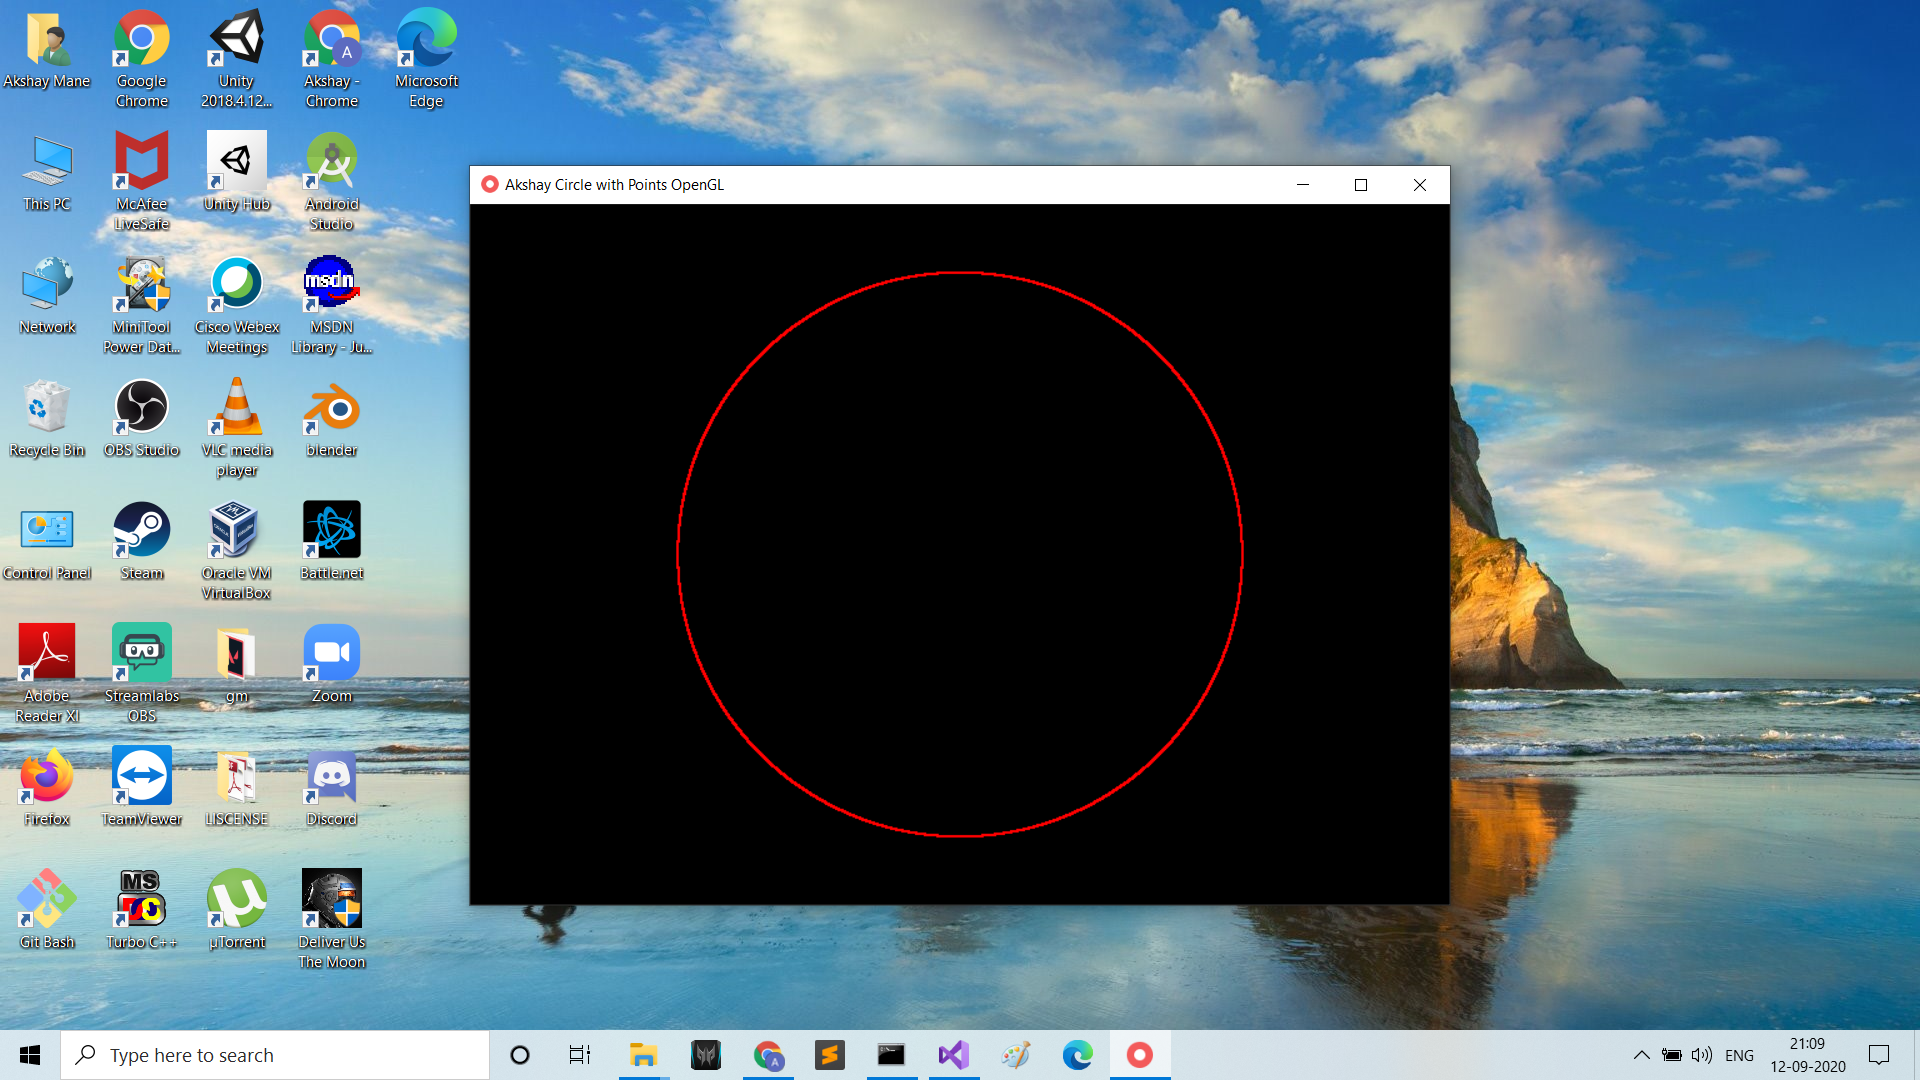 Akshay Mane
Google
Chrome
Unity
2018.4.12...
Akshay -
Chrome
A
Microsoft
Edge
This PC
McAfee
LiveSafe
Unity Hub
Android
Studio
Network
MiniTool
Power Dat...
Cisco Webex
Meetings
msdn
MSDN
Library - Ju...
Recycle Bin
OBS Studio
VLC media
player
blender
Control Panel
Steam
Oracle VM
VirtualBox
Battle.net
Adobe
Reader XI
Streamlabs
OBS
gm
Zoom
Firefox
TeamViewer
LISCENSE
Discord
Git Bash
MS
Turbo C++
µTorrent
Deliver Us
The Moon
Akshay Circle with Points OpenGL
Type here to search
A
ENG
21:09
12-09-2020